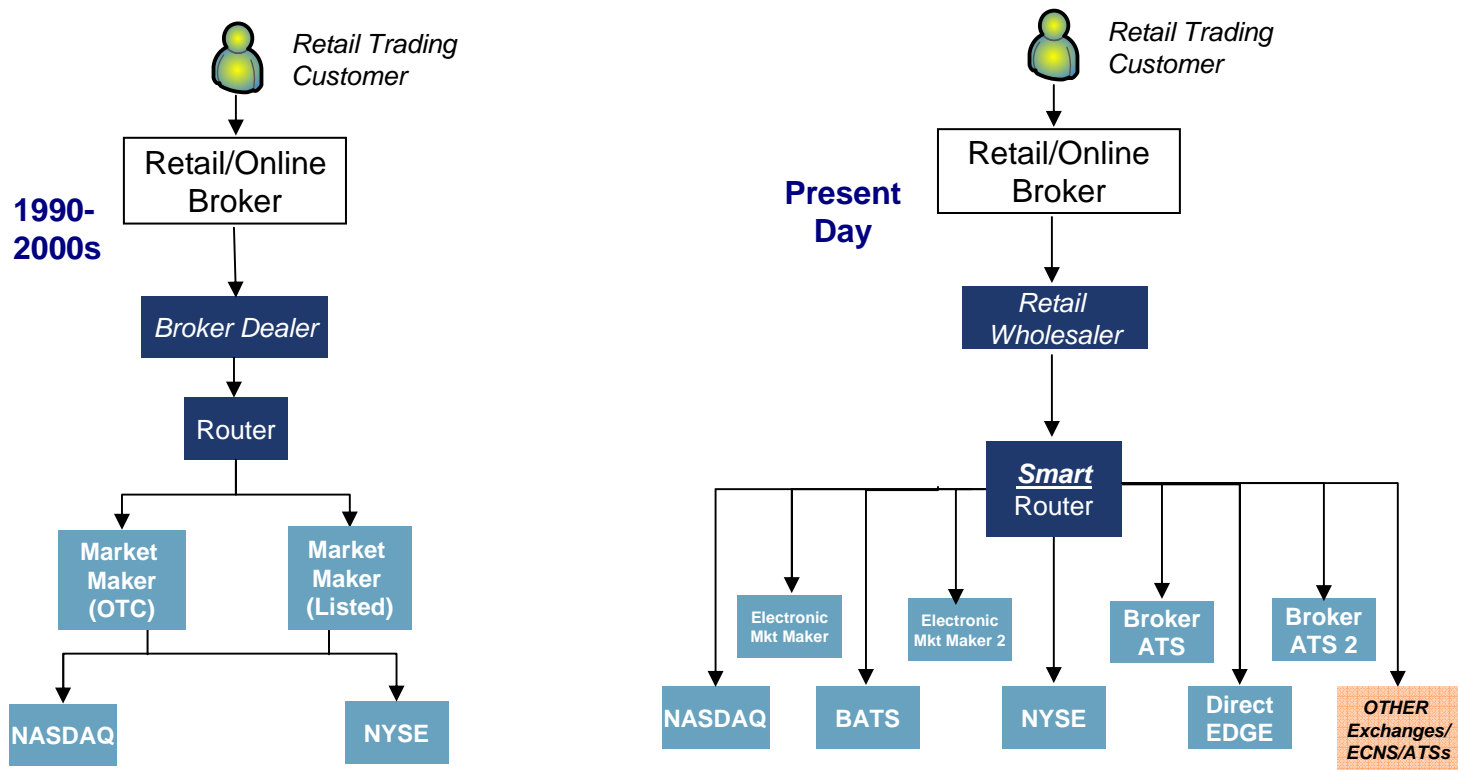 Retail Trading
Customer
Retail/Online
Broker
1990-
2000s
Broker Dealer
Router
Market
Maker
(OTC)
Market
Maker
(Listed)
NASDAQ
NYSE
Retail Trading
Customer
Retail/Online
Broker
Present
Day
Retail
Wholesaler
Smart
Router
Electronic
Mkt Maker
Electronic
Mkt Maker 2
Broker
ATS
Broker
ATS 2
NASDAQ
BATS
NYSE
Direct
EDGE
OTHER
Exchanges/
ECNS/ATSs